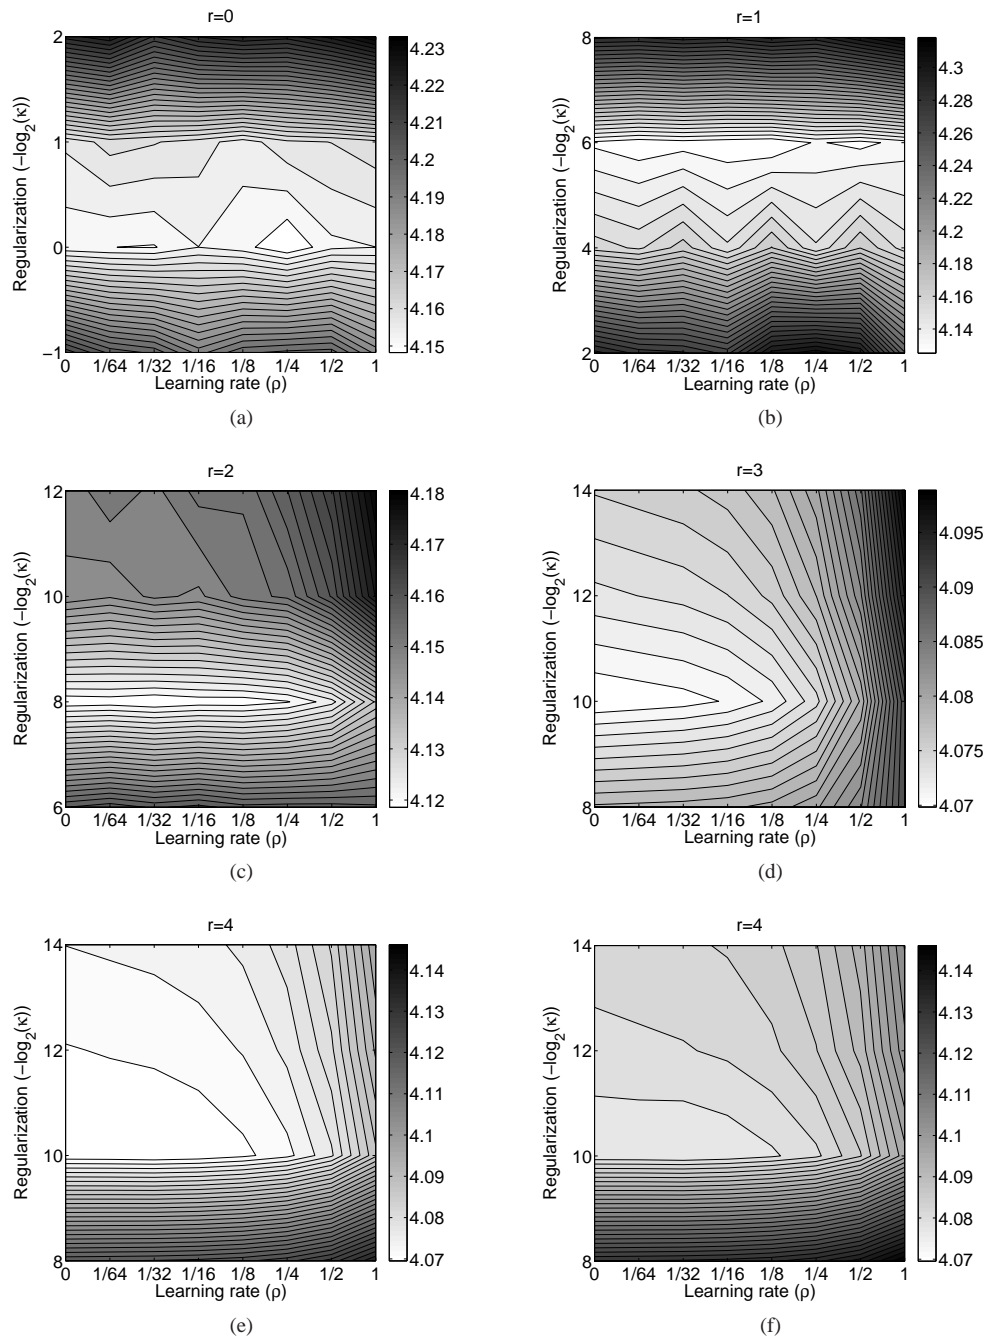 r=0
Regularization (−log2(κ))
2
1
0
−1
0 1/64 1/32 1/16 1/8 1/4 1/2 1
Learning rate (ρ)
4.23
4.22
4.21
4.2
4.19
4.18
4.17
4.16
4.15
(a)
r=1
Regularization (−log2(κ))
8
6
4
2
0 1/64 1/32 1/16 1/8 1/4 1/2 1
Learning rate (ρ)
4.3
4.28
4.26
4.24
4.22
4.2
4.18
4.16
4.14
(b)
r=2
Regularization (−log2(κ))
12
10
8
6
0 1/64 1/32 1/16 1/8 1/4 1/2 1
Learning rate (ρ)
4.18
4.17
4.16
4.15
4.14
4.13
4.12
(c)
r=3
Regularization (−log2(κ))
14
12
10
8
0 1/64 1/32 1/16 1/8 1/4 1/2 1
Learning rate (ρ)
4.095
4.09
4.085
4.08
4.075
4.07
(d)
r=4
Regularization (−log2(κ))
14
12
10
8
0 1/64 1/32 1/16 1/8 1/4 1/2 1
Learning rate (ρ)
4.14
4.13
4.12
4.11
4.1
4.09
4.08
4.07
(e)
r=4
Regularization (−log2(κ))
14
12
10
8
0 1/64 1/32 1/16 1/8 1/4 1/2 1
Learning rate (ρ)
4.14
4.13
4.12
4.11
4.1
4.09
4.08
4.07
(f)